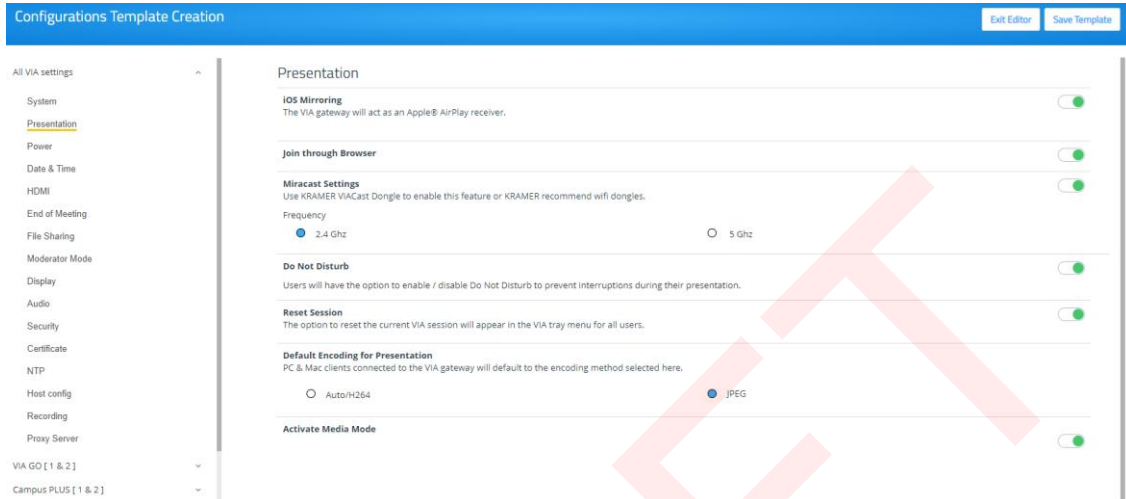 Configurations Template Creation
Exit Editor
Save Template
All VIA settings
System
Presentation
Power
Date & Time
HDMI
End of Meeting
File Sharing
Moderator Mode
Display
Audio
Security
Certificate
NTP
Host config
Recording
Proxy Server
VIA GO [ 1 & 2 ]
Campus PLUS [ 1 & 2 ]
Presentation
iOS Mirroring
The VIA gateway will act as an Apple® AirPlay receiver.
Join through Browser
Miracast Settings
Use KRAMER VIACast Dongle to enable this feature or KRAMER recommend wifi dongles.
Frequency
2.4 Ghz
5 Ghz
Do Not Disturb
Users will have the option to enable / disable Do Not Disturb to prevent interruptions during their presentation.
Reset Session
The option to reset the current VIA session will appear in the VIA tray menu for all users.
Default Encoding for Presentation
PC & Mac clients connected to the VIA gateway will default to the encoding method selected here.
Auto/H264
JPEG
Activate Media Mode